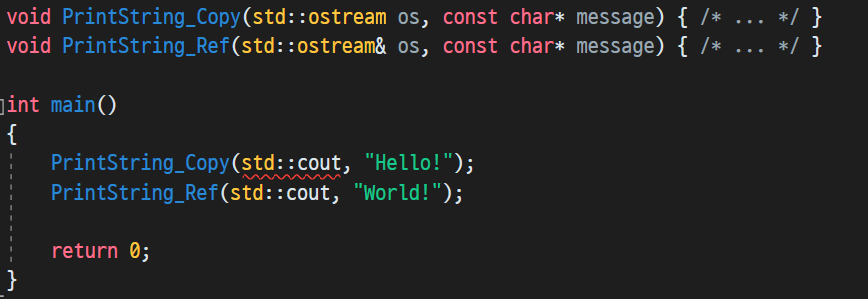 void PrintString_Copy(std::ostream os, const char* message) { /* ... */ }
void PrintString_Ref(std::ostream& os, const char* message) { /* ... */ }
int main()
{
PrintString_Copy(std::cout, "Hello!");
PrintString_Ref(std::cout, "World!");
return 0;
}